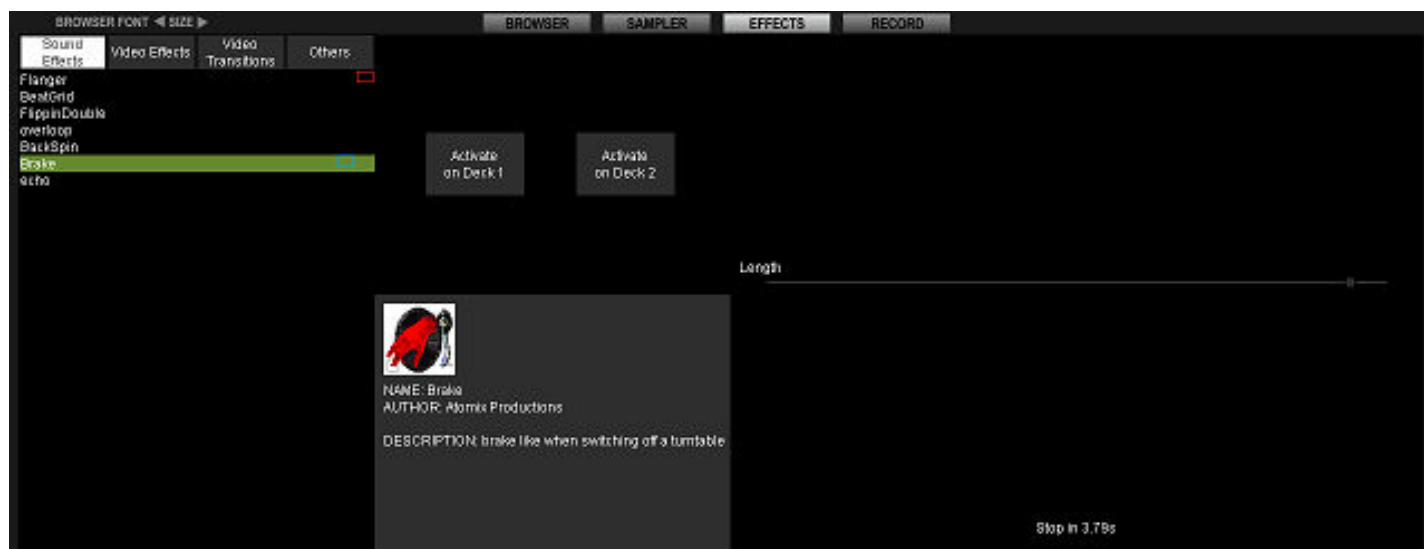 BROWSER FONT ◀ SIZE ▶
BROWSER SAMPLER EFFECTS RECORD
Sound
Effects
Video Effects
Video
Transitions
Others
Flanger
BeatGrid
FlippinDouble
overloop
BackSpin
Brake
echo
Activate
on Deck 1
Activate
on Deck 2
Length
NAME: Brake
AUTHOR: Atomix Productions
DESCRIPTION: brake like when switching off a turntable
Stop in 3.79s